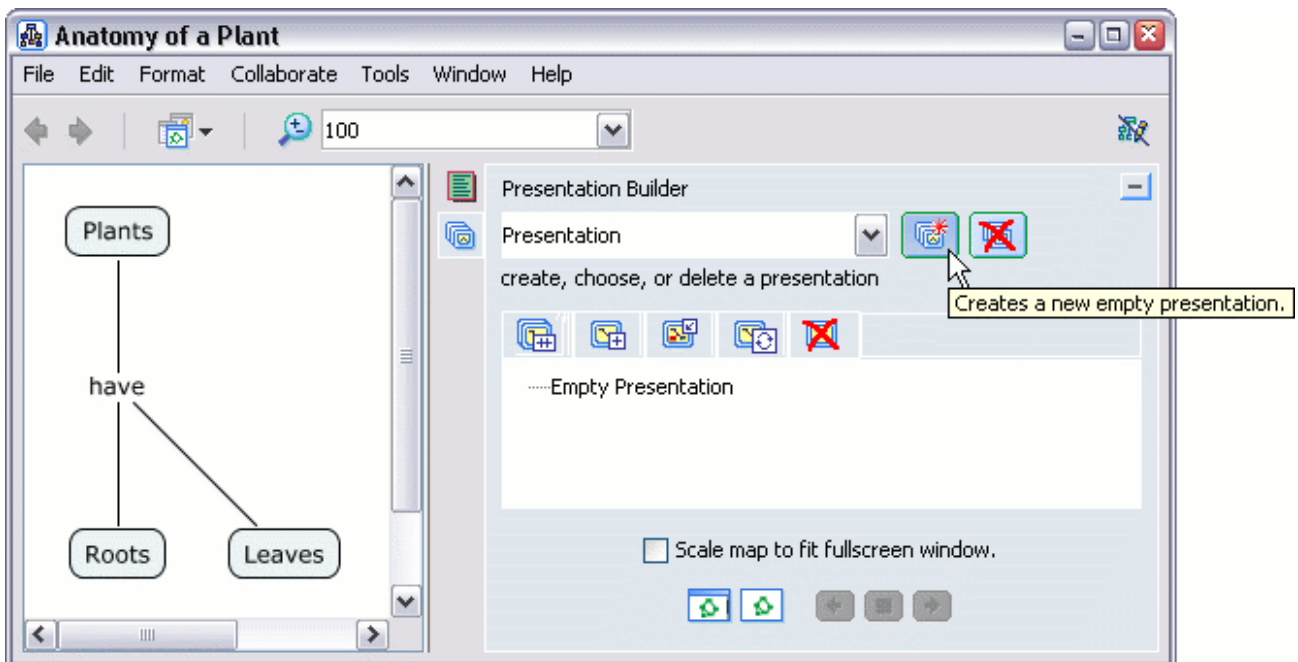 Anatomy of a Plant
File Edit Format Collaborate Tools Window Help
100
Presentation Builder
Presentation
create, choose, or delete a presentation
Creates a new empty presentation.
Empty Presentation
Plants
have
Roots
Leaves
Scale map to fit fullscreen window.